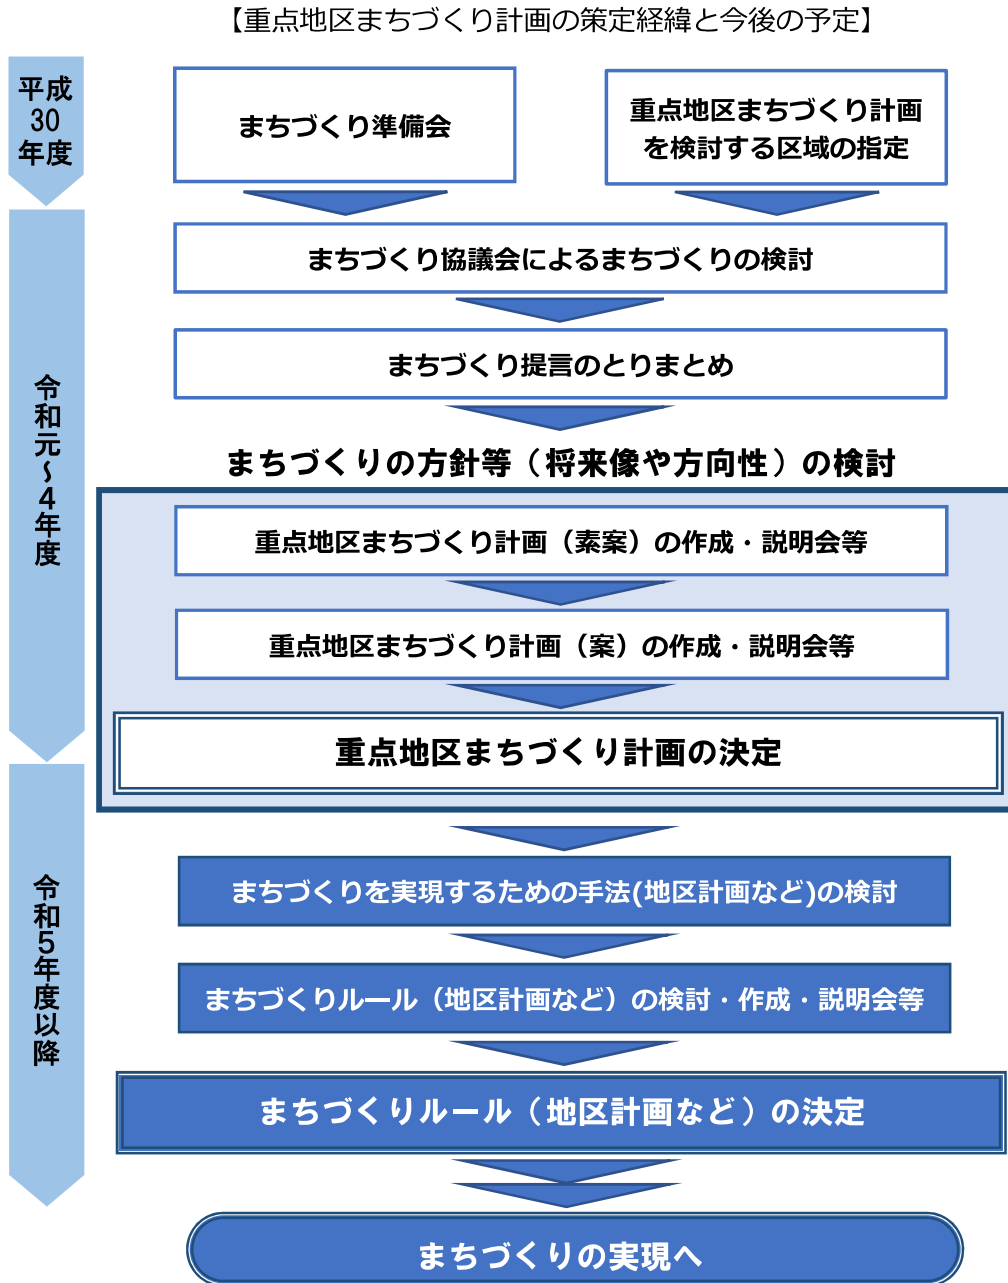 【重点地区まちづくり計画の策定経緯と今後の予定】
平成
30
年度
まちづくり準備会
重点地区まちづくり計画
を検討する区域の指定
令和元～4年度
まちづくり協議会によるまちづくりの検討
まちづくり提言のとりまとめ
まちづくりの方針等（将来像や方向性）の検討
重点地区まちづくり計画（素案）の作成・説明会等
重点地区まちづくり計画（案）の作成・説明会等
重点地区まちづくり計画の決定
令和5年度以降
まちづくりを実現するための手法(地区計画など)の検討
まちづくりルール（地区計画など）の検討・作成・説明会等
まちづくりルール（地区計画など）の決定
まちづくりの実現へ